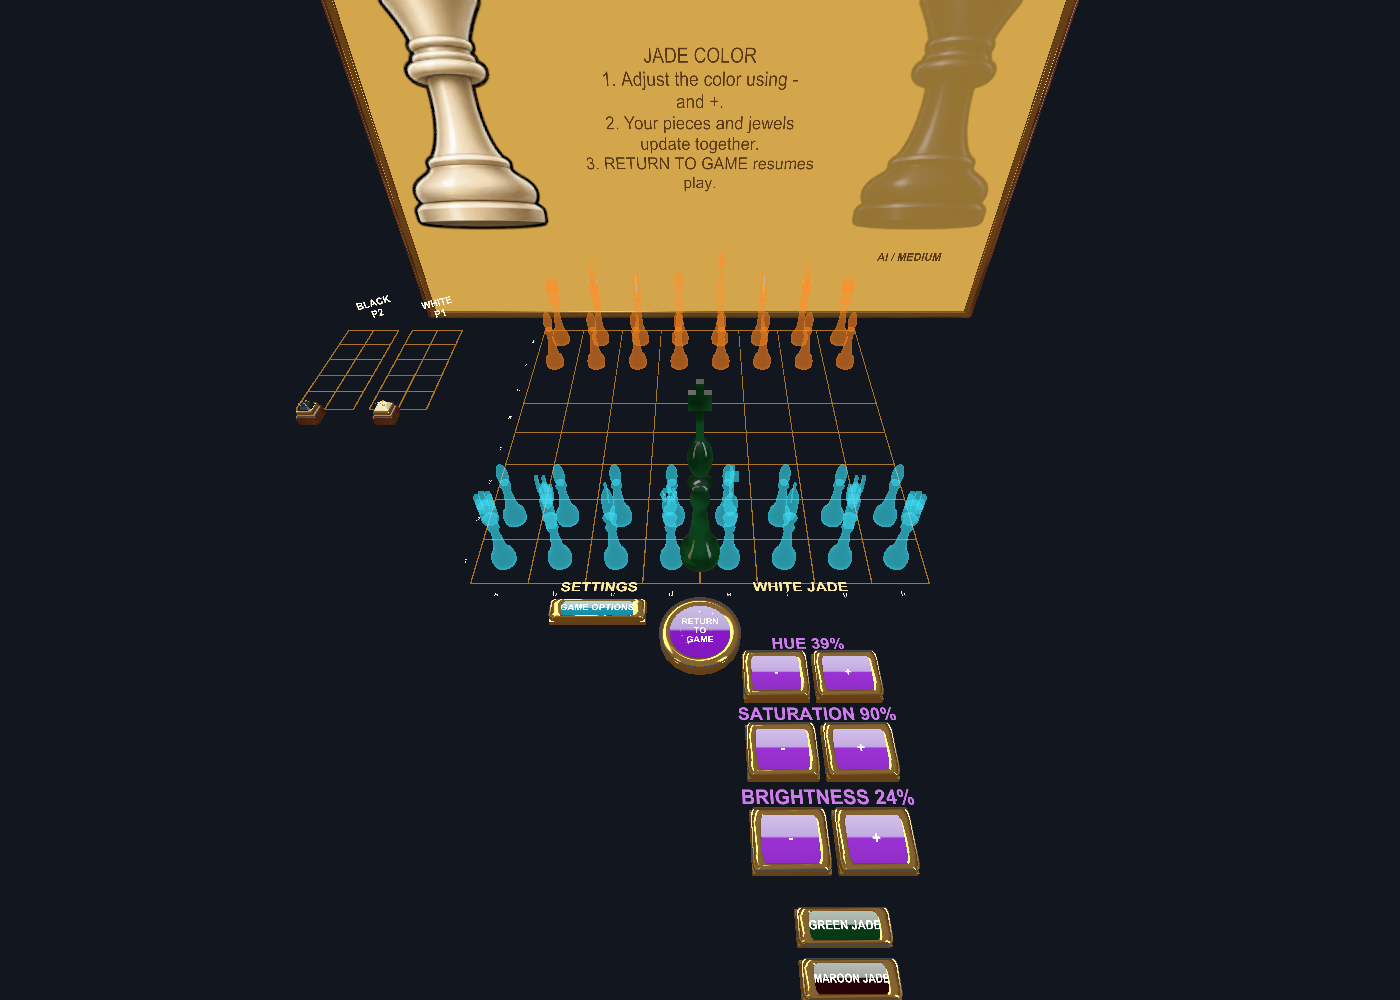 JADE COLOR
1. Adjust the color using -
and +.
2. Your pieces and jewels
update together.
3. RETURN TO GAME resumes
play.
AI / MEDIUM
BLACK
P2
WHITE
P1
SETTINGS
WHITE JADE
GAME OPTIONS
RETURN
TO
GAME
HUE 39%
- +
SATURATION 90%
- +
BRIGHTNESS 24%
- +
GREEN JADE
MAROON JADE